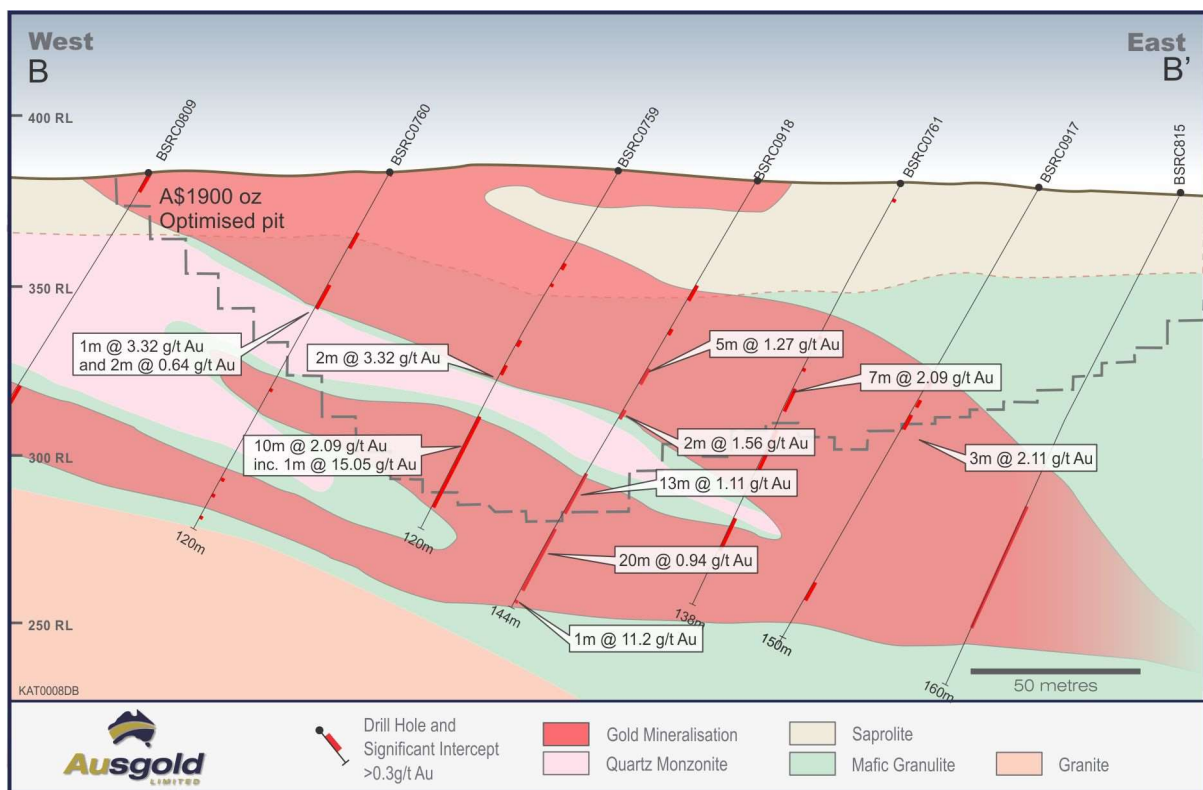 West
B
East
B'
400 RL
350 RL
300 RL
250 RL
BSRC0809
BSRC0760
BSRC0759
BSRC0918
BSRC0761
BSRC0917
BSRC815
A$1900 oz
Optimised pit
1m @ 3.32 g/t Au
and 2m @ 0.64 g/t Au
2m @ 3.32 g/t Au
5m @ 1.27 g/t Au
7m @ 2.09 g/t Au
10m @ 2.09 g/t Au
inc. 1m @ 15.05 g/t Au
2m @ 1.56 g/t Au
3m @ 2.11 g/t Au
13m @ 1.11 g/t Au
20m @ 0.94 g/t Au
1m @ 11.2 g/t Au
120m
120m
144m
138m
150m
160m
50 metres
KAT0008DB
Ausgold
LIMITED
Drill Hole and
Significant Intercept
>0.3g/t Au
Gold Mineralisation
Quartz Monzonite
Saprolite
Mafic Granulite
Granite